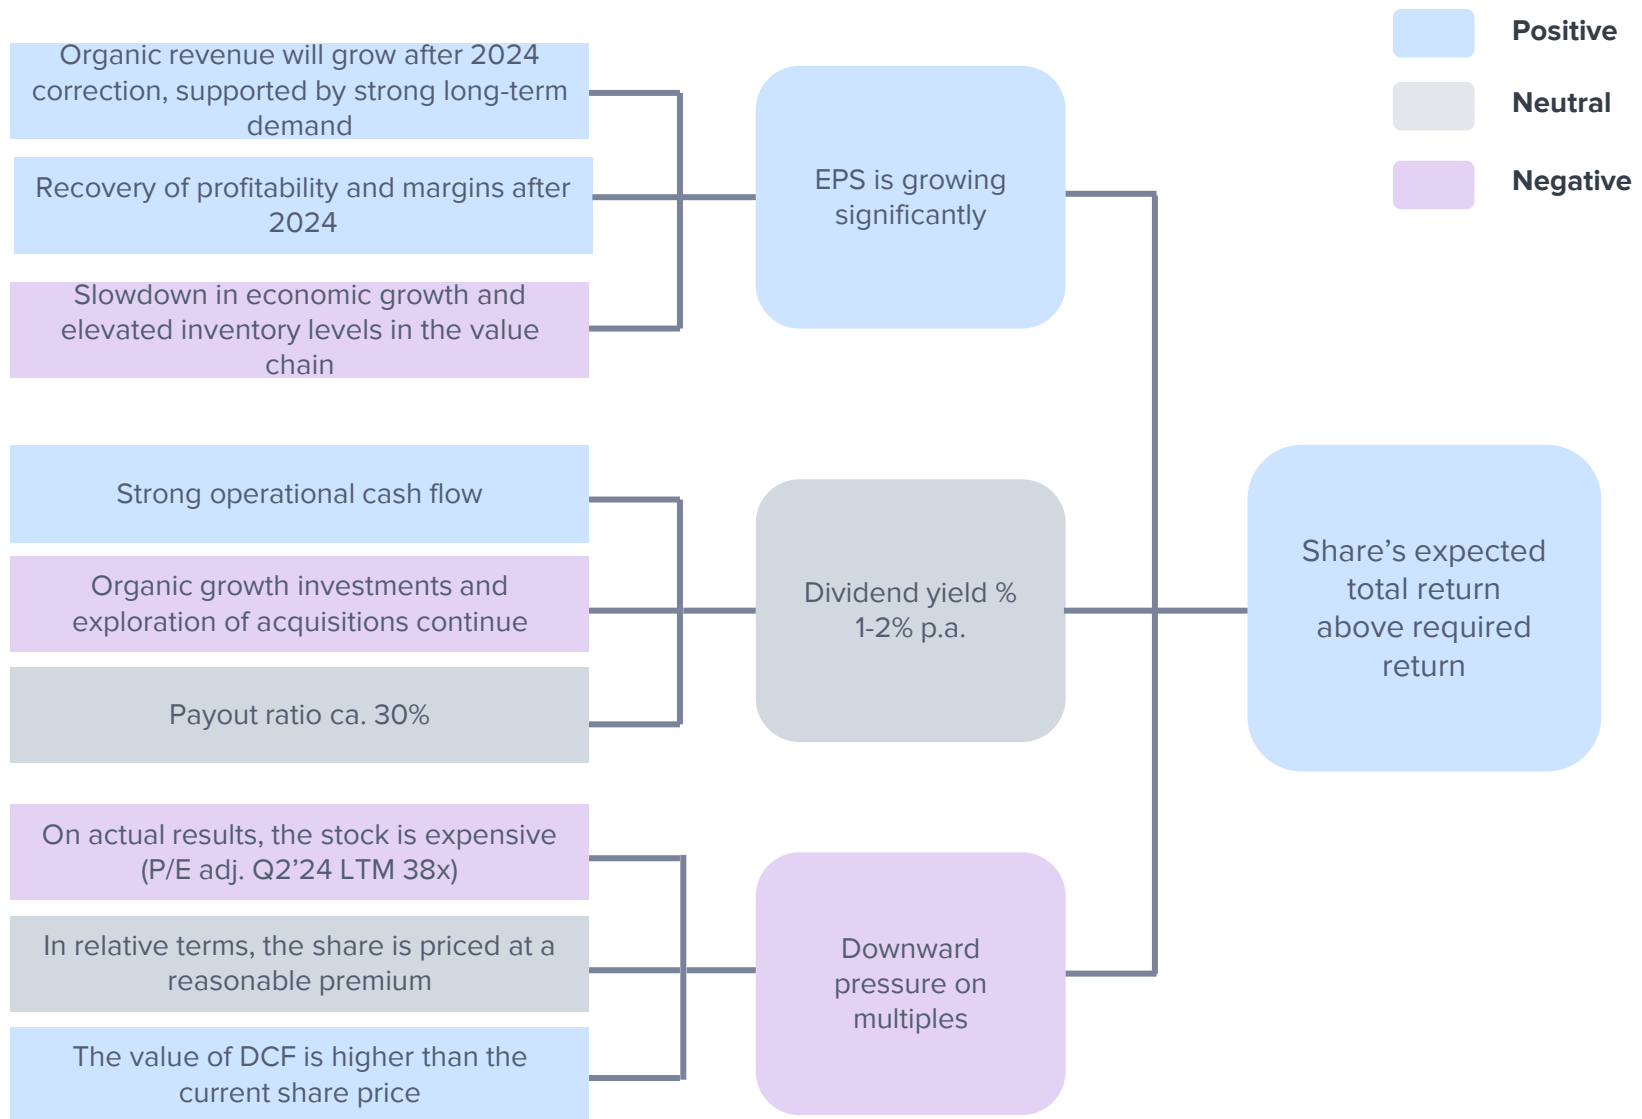 Organic revenue will grow after 2024
correction, supported by strong long-term
demand
Recovery of profitability and margins after
2024
Slowdown in economic growth and
elevated inventory levels in the value
chain
Strong operational cash flow
Organic growth investments and
exploration of acquisitions continue
Payout ratio ca. 30%
On actual results, the stock is expensive
(P/E adj. Q2’24 LTM 38x)
In relative terms, the share is priced at a
reasonable premium
The value of DCF is higher than the
current share price
EPS is growing
significantly
Dividend yield %
1-2% p.a.
Downward
pressure on
multiples
Share’s expected
total return
above required
return
Positive
Neutral
Negative